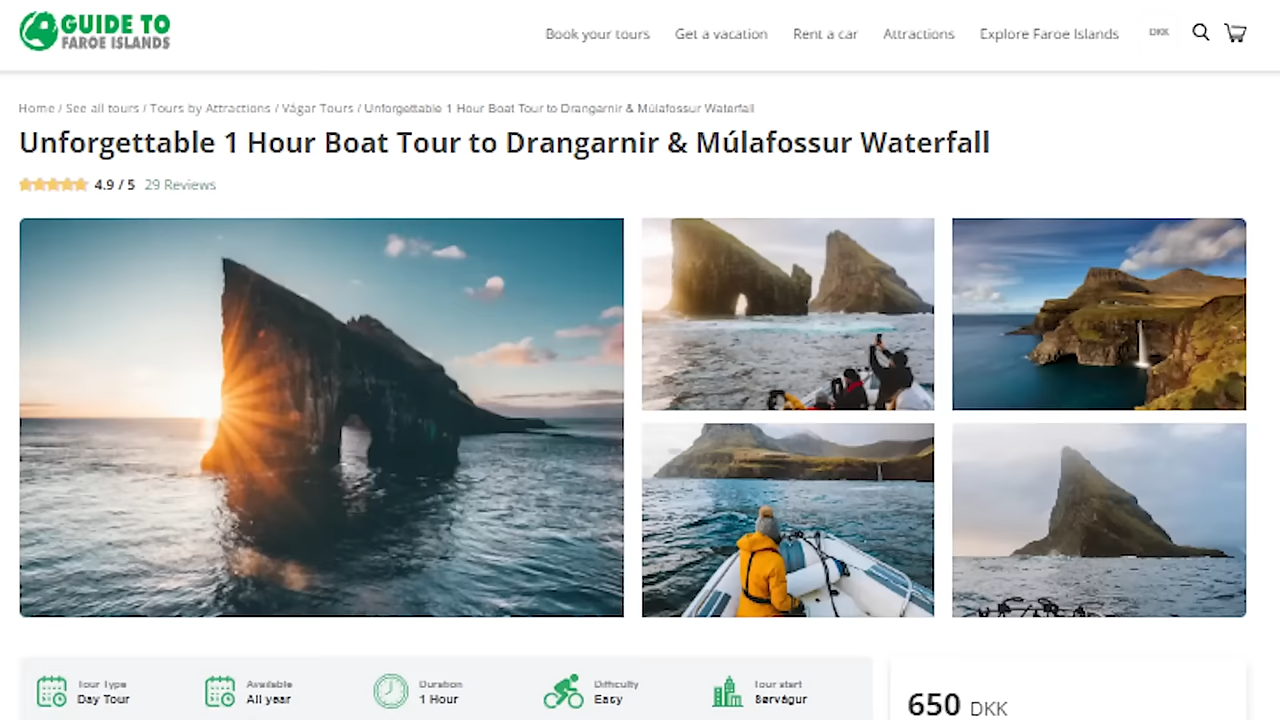 GUIDE TO
FAROE ISLANDS
Book your tours Get a vacation Rent a car Attractions Explore Faroe Islands DKK
Home / See all tours / Tours by Attractions / Vágar Tours / Unforgettable 1 Hour Boat Tour to Drangarnir & Múlafossur Waterfall
Unforgettable 1 Hour Boat Tour to Drangarnir & Múlafossur Waterfall
4.9 / 5 29 Reviews
Tour Type
Day Tour
Available
All year
Duration
1 Hour
Difficulty
Easy
Tour start
Sørvágur
650 DKK